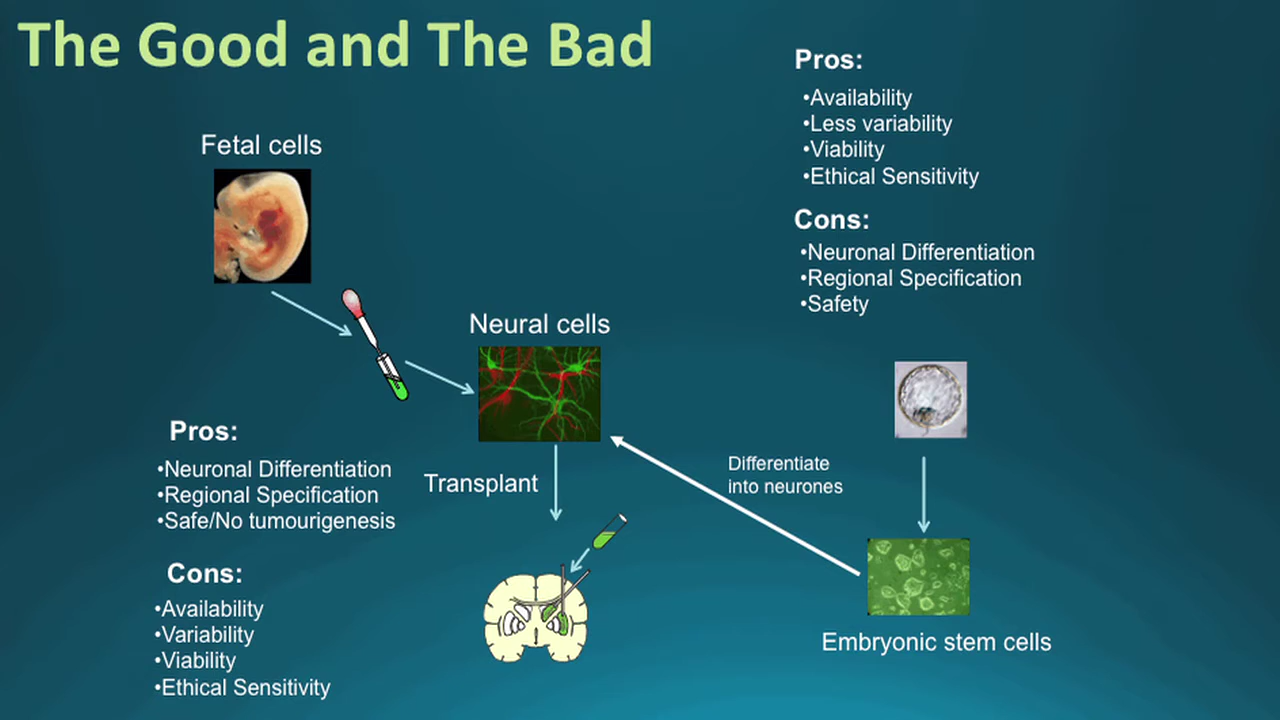 The Good and The Bad
Fetal cells
Pros:
•Neuronal Differentiation
•Regional Specification
•Safe/No tumourigenesis
Cons:
•Availability
•Variability
•Viability
•Ethical Sensitivity
Neural cells
Transplant
Pros:
•Availability
•Less variability
•Viability
•Ethical Sensitivity
Cons:
•Neuronal Differentiation
•Regional Specification
•Safety
Differentiate
into neurones
Embryonic stem cells